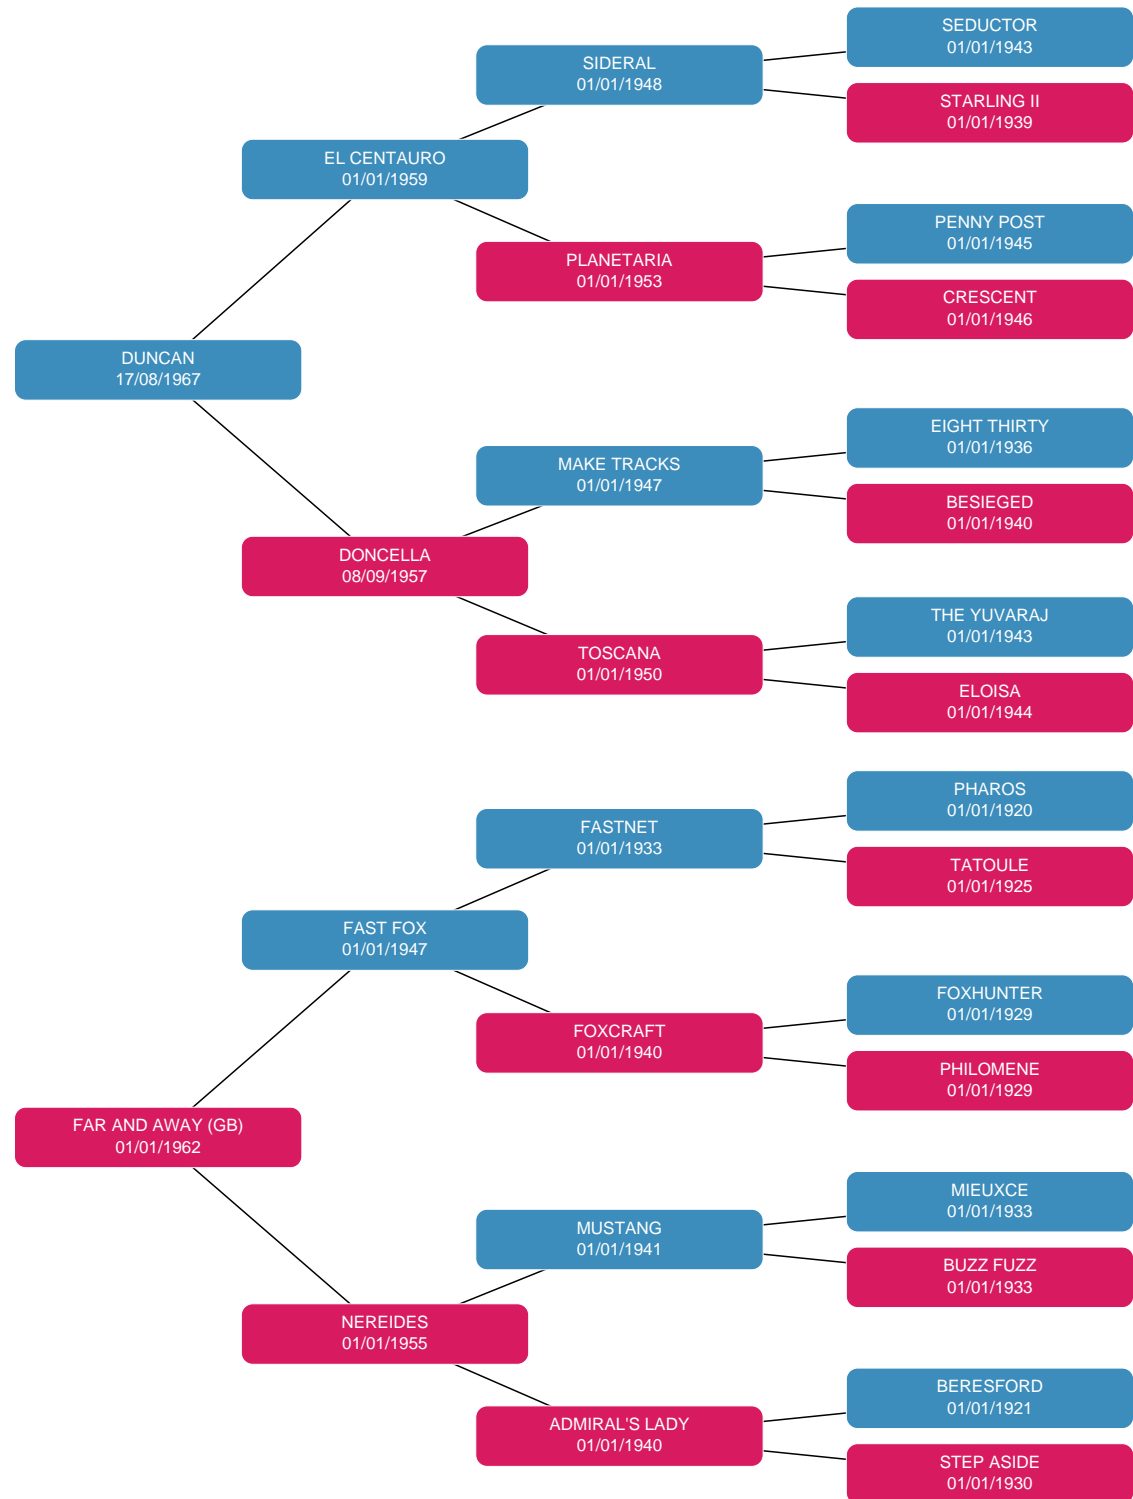 SEDUCTOR
01/01/1943
SIDERAL
01/01/1948
STARLING II
01/01/1939
EL CENTAURO
01/01/1959
PENNY POST
01/01/1945
PLANETARIA
01/01/1953
CRESCENT
01/01/1946
DUNCAN
17/08/1967
EIGHT THIRTY
01/01/1936
MAKE TRACKS
01/01/1947
BESIEGED
01/01/1940
DONCELLA
08/09/1957
THE YUVARAJ
01/01/1943
TOSCANA
01/01/1950
ELOISA
01/01/1944
PHAROS
01/01/1920
FASTNET
01/01/1933
TATOULE
01/01/1925
FAST FOX
01/01/1947
FOXHUNTER
01/01/1929
FOXCRAFT
01/01/1940
PHILOMENE
01/01/1929
FAR AND AWAY (GB)
01/01/1962
MIEUXCE
01/01/1933
MUSTANG
01/01/1941
BUZZ FUZZ
01/01/1933
NEREIDES
01/01/1955
BERESFORD
01/01/1921
ADMIRAL'S LADY
01/01/1940
STEP ASIDE
01/01/1930